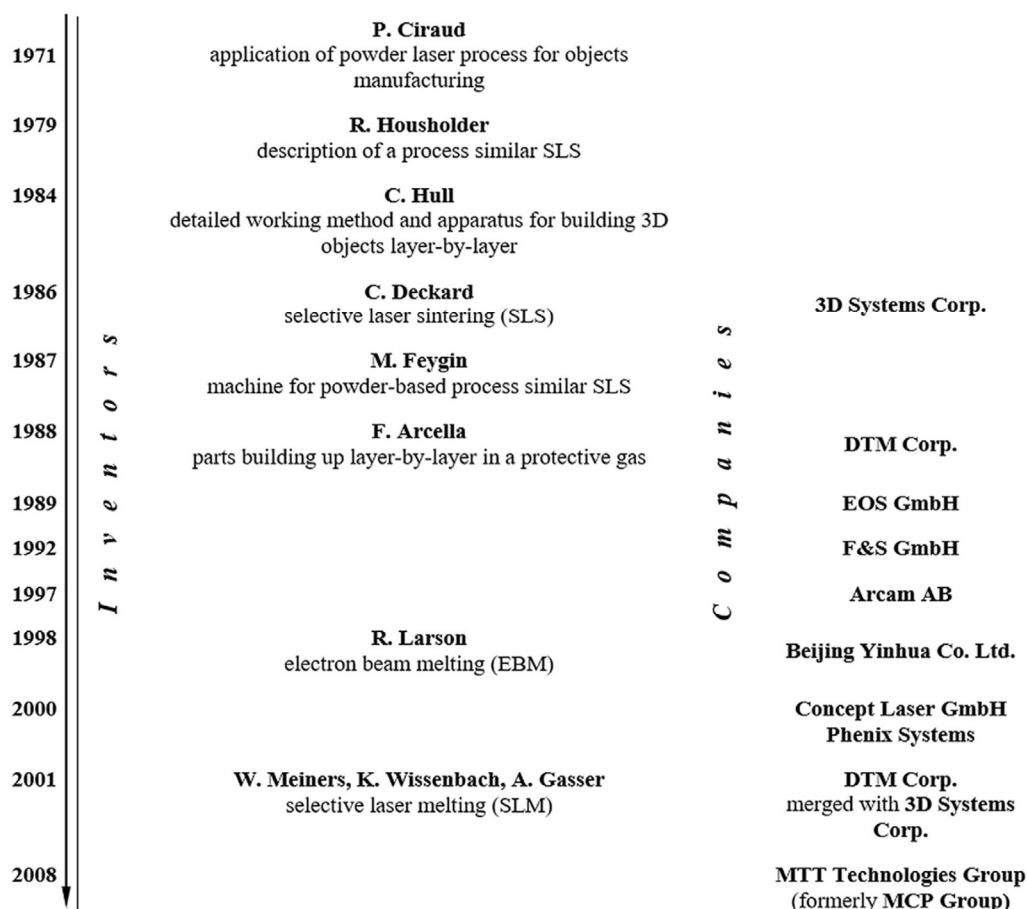 1971
P. Ciraud
application of powder laser process for objects
manufacturing
1979
R. Housholder
description of a process similar SLS
1984
C. Hull
detailed working method and apparatus for building 3D
objects layer-by-layer
1986
C. Deckard
selective laser sintering (SLS)
3D Systems Corp.
1987
M. Feygin
machine for powder-based process similar SLS
1988
F. Arcella
parts building up layer-by-layer in a protective gas
DTM Corp.
1989
EOS GmbH
1992
F&S GmbH
1997
Arcam AB
Inventors
Companies
1998
R. Larson
electron beam melting (EBM)
Beijing Yinhua Co. Ltd.
2000
Concept Laser GmbH
Phenix Systems
2001
W. Meiners, K. Wissenbach, A. Gasser
selective laser melting (SLM)
DTM Corp.
merged with 3D Systems
Corp.
2008
MTT Technologies Group
(formerly MCP Group)